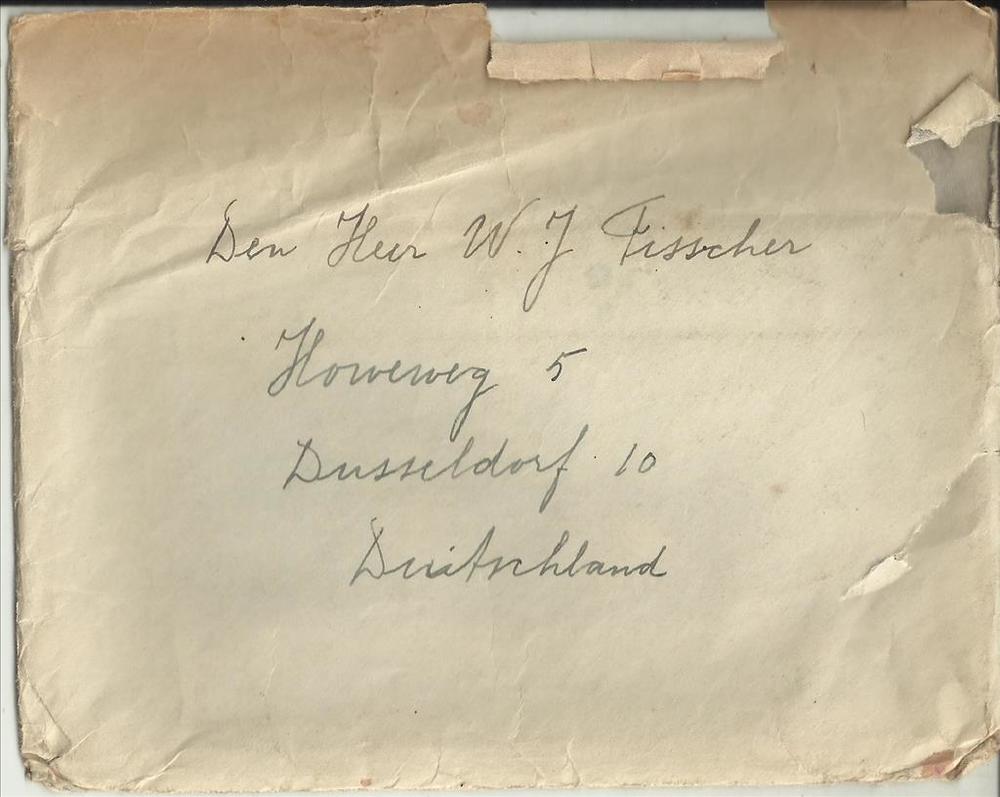 Den Heer W. J Fisscher
Howeweg 5
Dusseldorf 10
Duitschland